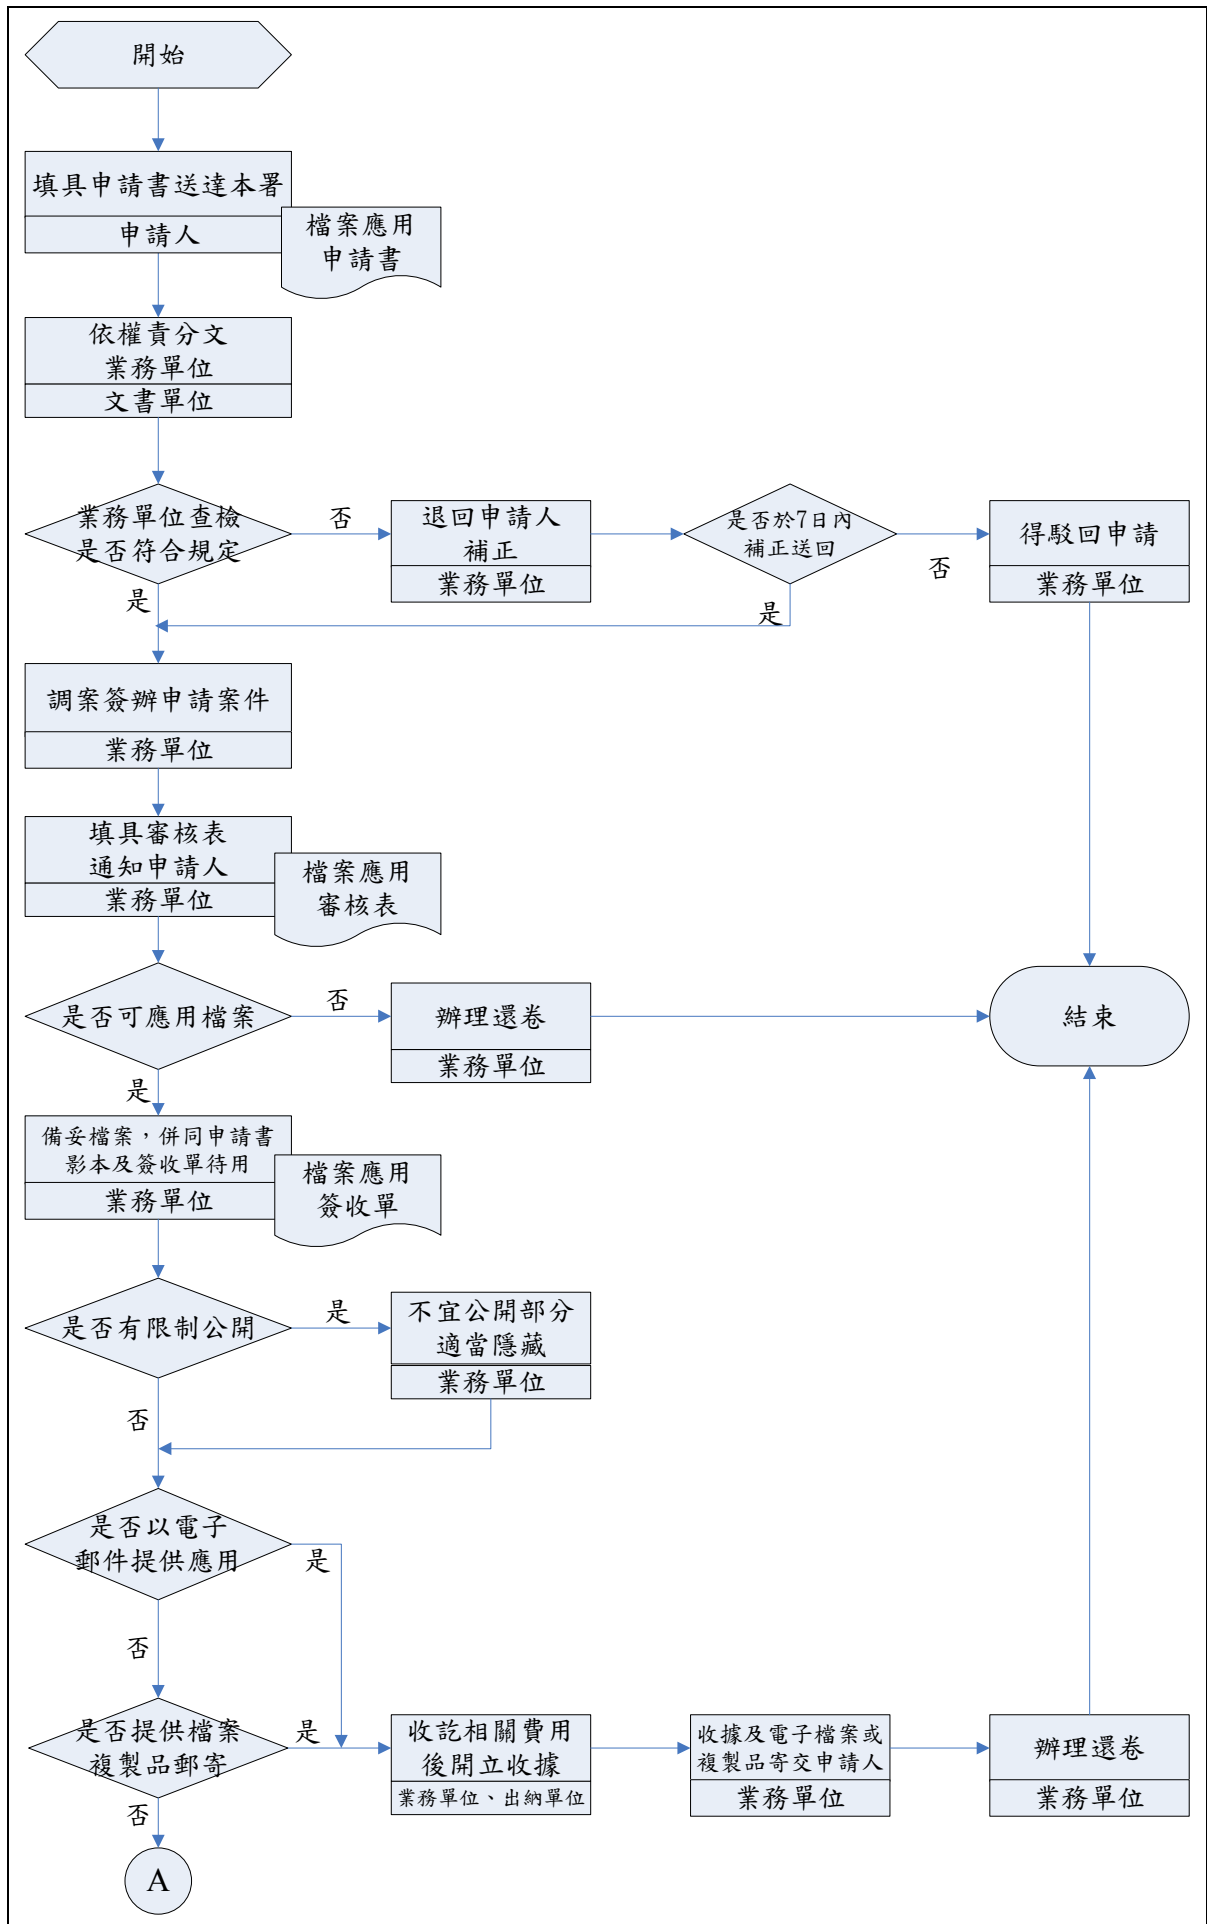 開始
填具申請書送達本署
申請人
檔案應用
申請書
依權責分文
業務單位
文書單位
業務單位查檢
是否符合規定
否
退回申請人
補正
業務單位
是否於7日內
補正送回
否
得駁回申請
業務單位
是
是
調案簽辦申請案件
業務單位
填具審核表
通知申請人
業務單位
檔案應用
審核表
是否可應用檔案
否
辦理還卷
業務單位
結束
是
備妥檔案，併同申請書
影本及簽收單待用
業務單位
檔案應用
簽收單
是否有限制公開
是
不宜公開部分
適當隱藏
業務單位
否
是否以電子
郵件提供應用
是
否
是否提供檔案
複製品郵寄
是
收訖相關費用
後開立收據
業務單位、出納單位
收據及電子檔案或
複製品寄交申請人
業務單位
辦理還卷
業務單位
否
A